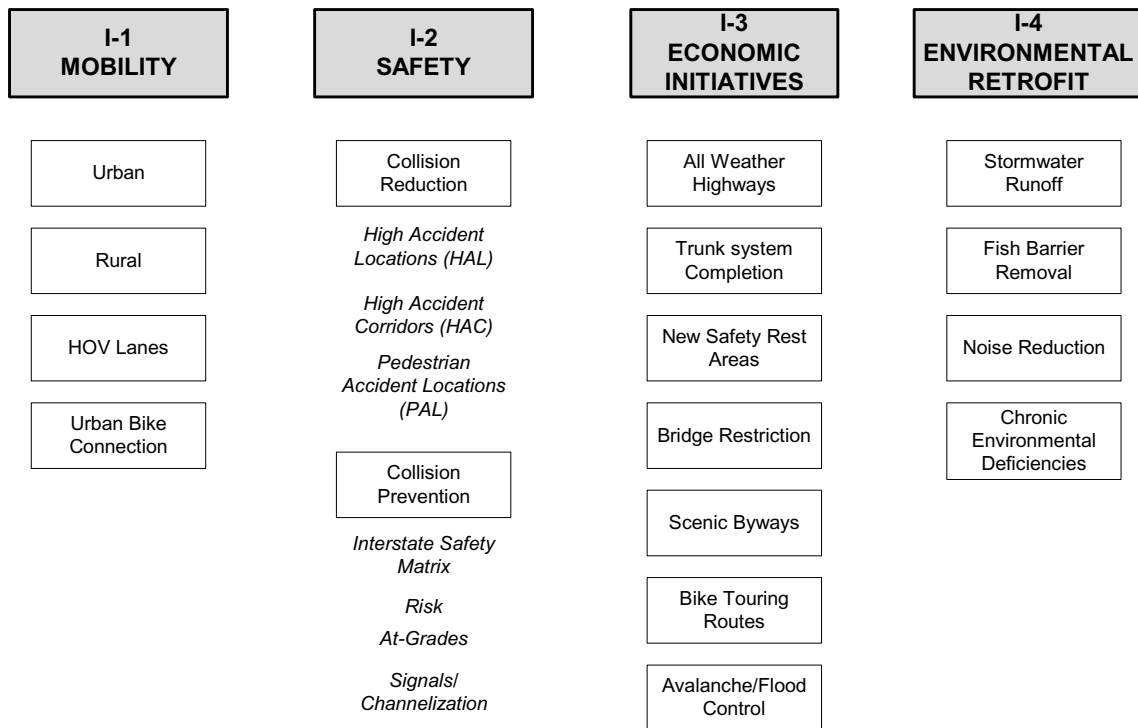 I-1
MOBILITY
Urban
Rural
HOV Lanes
Urban Bike
Connection
I-2
SAFETY
Collision
Reduction
High Accident
Locations (HAL)
High Accident
Corridors (HAC)
Pedestrian
Accident Locations
(PAL)
Collision
Prevention
Interstate Safety
Matrix
Risk
At-Grades
Signals/
Channelization
I-3
ECONOMIC
INITIATIVES
All Weather
Highways
Trunk system
Completion
New Safety Rest
Areas
Bridge Restriction
Scenic Byways
Bike Touring
Routes
Avalanche/Flood
Control
I-4
ENVIRONMENTAL
RETROFIT
Stormwater
Runoff
Fish Barrier
Removal
Noise Reduction
Chronic
Environmental
Deficiencies